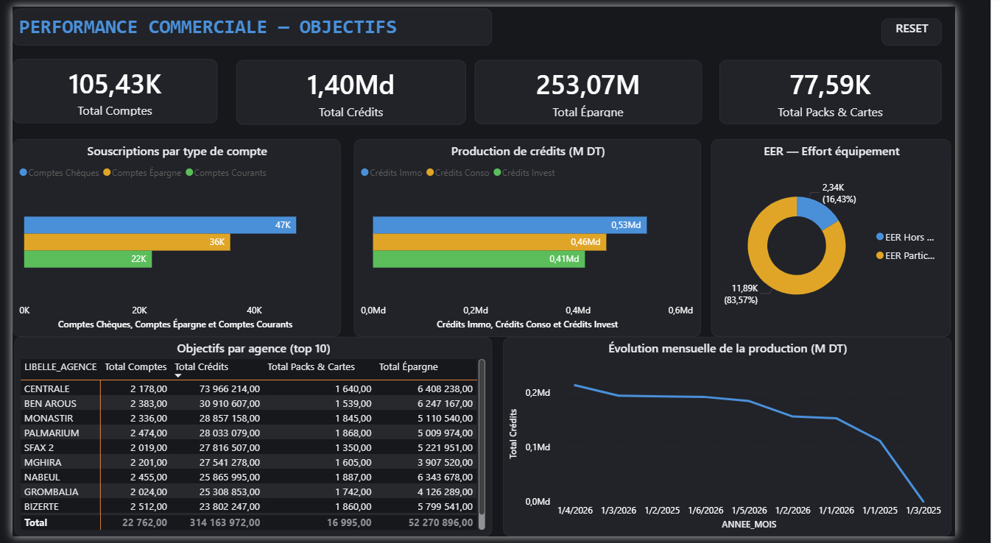 PERFORMANCE COMMERCIALE — OBJECTIFS
RESET
105,43K
Total Comptes
1,40Md
Total Crédits
253,07M
Total Épargne
77,59K
Total Packs & Cartes
Souscriptions par type de compte
Comptes Chèques Comptes Épargne Comptes Courants
47K
36K
22K
0K 20K 40K
Comptes Chèques, Comptes Épargne et Comptes Courants
Production de crédits (M DT)
Crédits Immo Crédits Conso Crédits Invest
0,53Md
0,46Md
0,41Md
0,0Md 0,2Md 0,4Md 0,6Md
Crédits Immo, Crédits Conso et Crédits Invest
EER — Effort équipement
2,34K
(16,43%)
11,89K
(83,57%)
EER Hors ...
EER Partic...
Objectifs par agence (top 10)
LIBELLE_AGENCE Total Comptes Total Crédits Total Packs & Cartes Total Épargne
CENTRALE 2 178,00 73 966 214,00 1 640,00 6 408 238,00
BEN AROUS 2 383,00 30 910 607,00 1 539,00 6 247 167,00
MONASTIR 2 336,00 28 857 158,00 1 845,00 5 110 540,00
PALMARIUM 2 474,00 28 033 079,00 1 868,00 5 009 974,00
SFAX 2 2 019,00 27 816 507,00 1 350,00 5 221 951,00
MGHIRA 2 201,00 27 541 278,00 1 605,00 3 907 520,00
NABEUL 2 455,00 25 865 995,00 1 887,00 6 343 678,00
GROMBALIA 2 024,00 25 308 853,00 1 742,00 4 126 289,00
BIZERTE 2 512,00 23 802 247,00 1 860,00 5 799 541,00
Total 22 762,00 314 163 972,00 16 995,00 52 270 896,00
Évolution mensuelle de la production (M DT)
Total Crédits
0,2Md
0,1Md
0,0Md
1/4/2026 1/3/2026 1/2/2025 1/6/2026 1/5/2026 1/2/2026 1/1/2026 1/1/2025 1/3/2025
ANNEE_MOIS